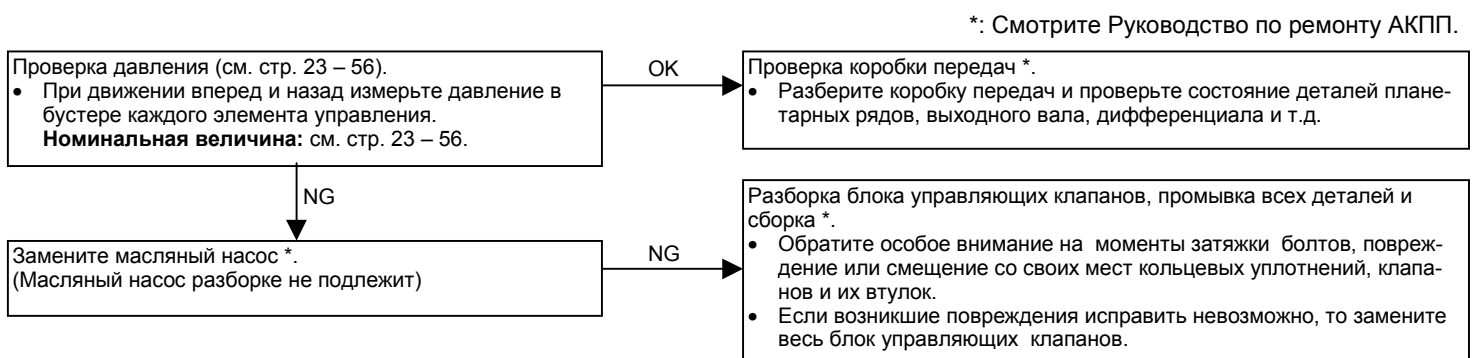 *: Смотрите Руководство по ремонту АКПП.
Проверка давления (см. стр. 23 – 56).
• При движении вперед и назад измерьте давление в
бустере каждого элемента управления.
Номинальная величина: см. стр. 23 – 56.
OK
Проверка коробки передач *.
• Разберите коробку передач и проверьте состояние деталей плане-
тарных рядов, выходного вала, дифференциала и т.д.
NG
Замените масляный насос *.
(Масляный насос разборке не подлежит)
NG
Разборка блока управляющих клапанов, промывка всех деталей и
сборка *.
• Обратите особое внимание на моменты затяжки болтов, повреж-
дение или смещение со своих мест кольцевых уплотнений, клапа-
нов и их втулок.
• Если возникшие повреждения исправить невозможно, то замените
весь блок управляющих клапанов.